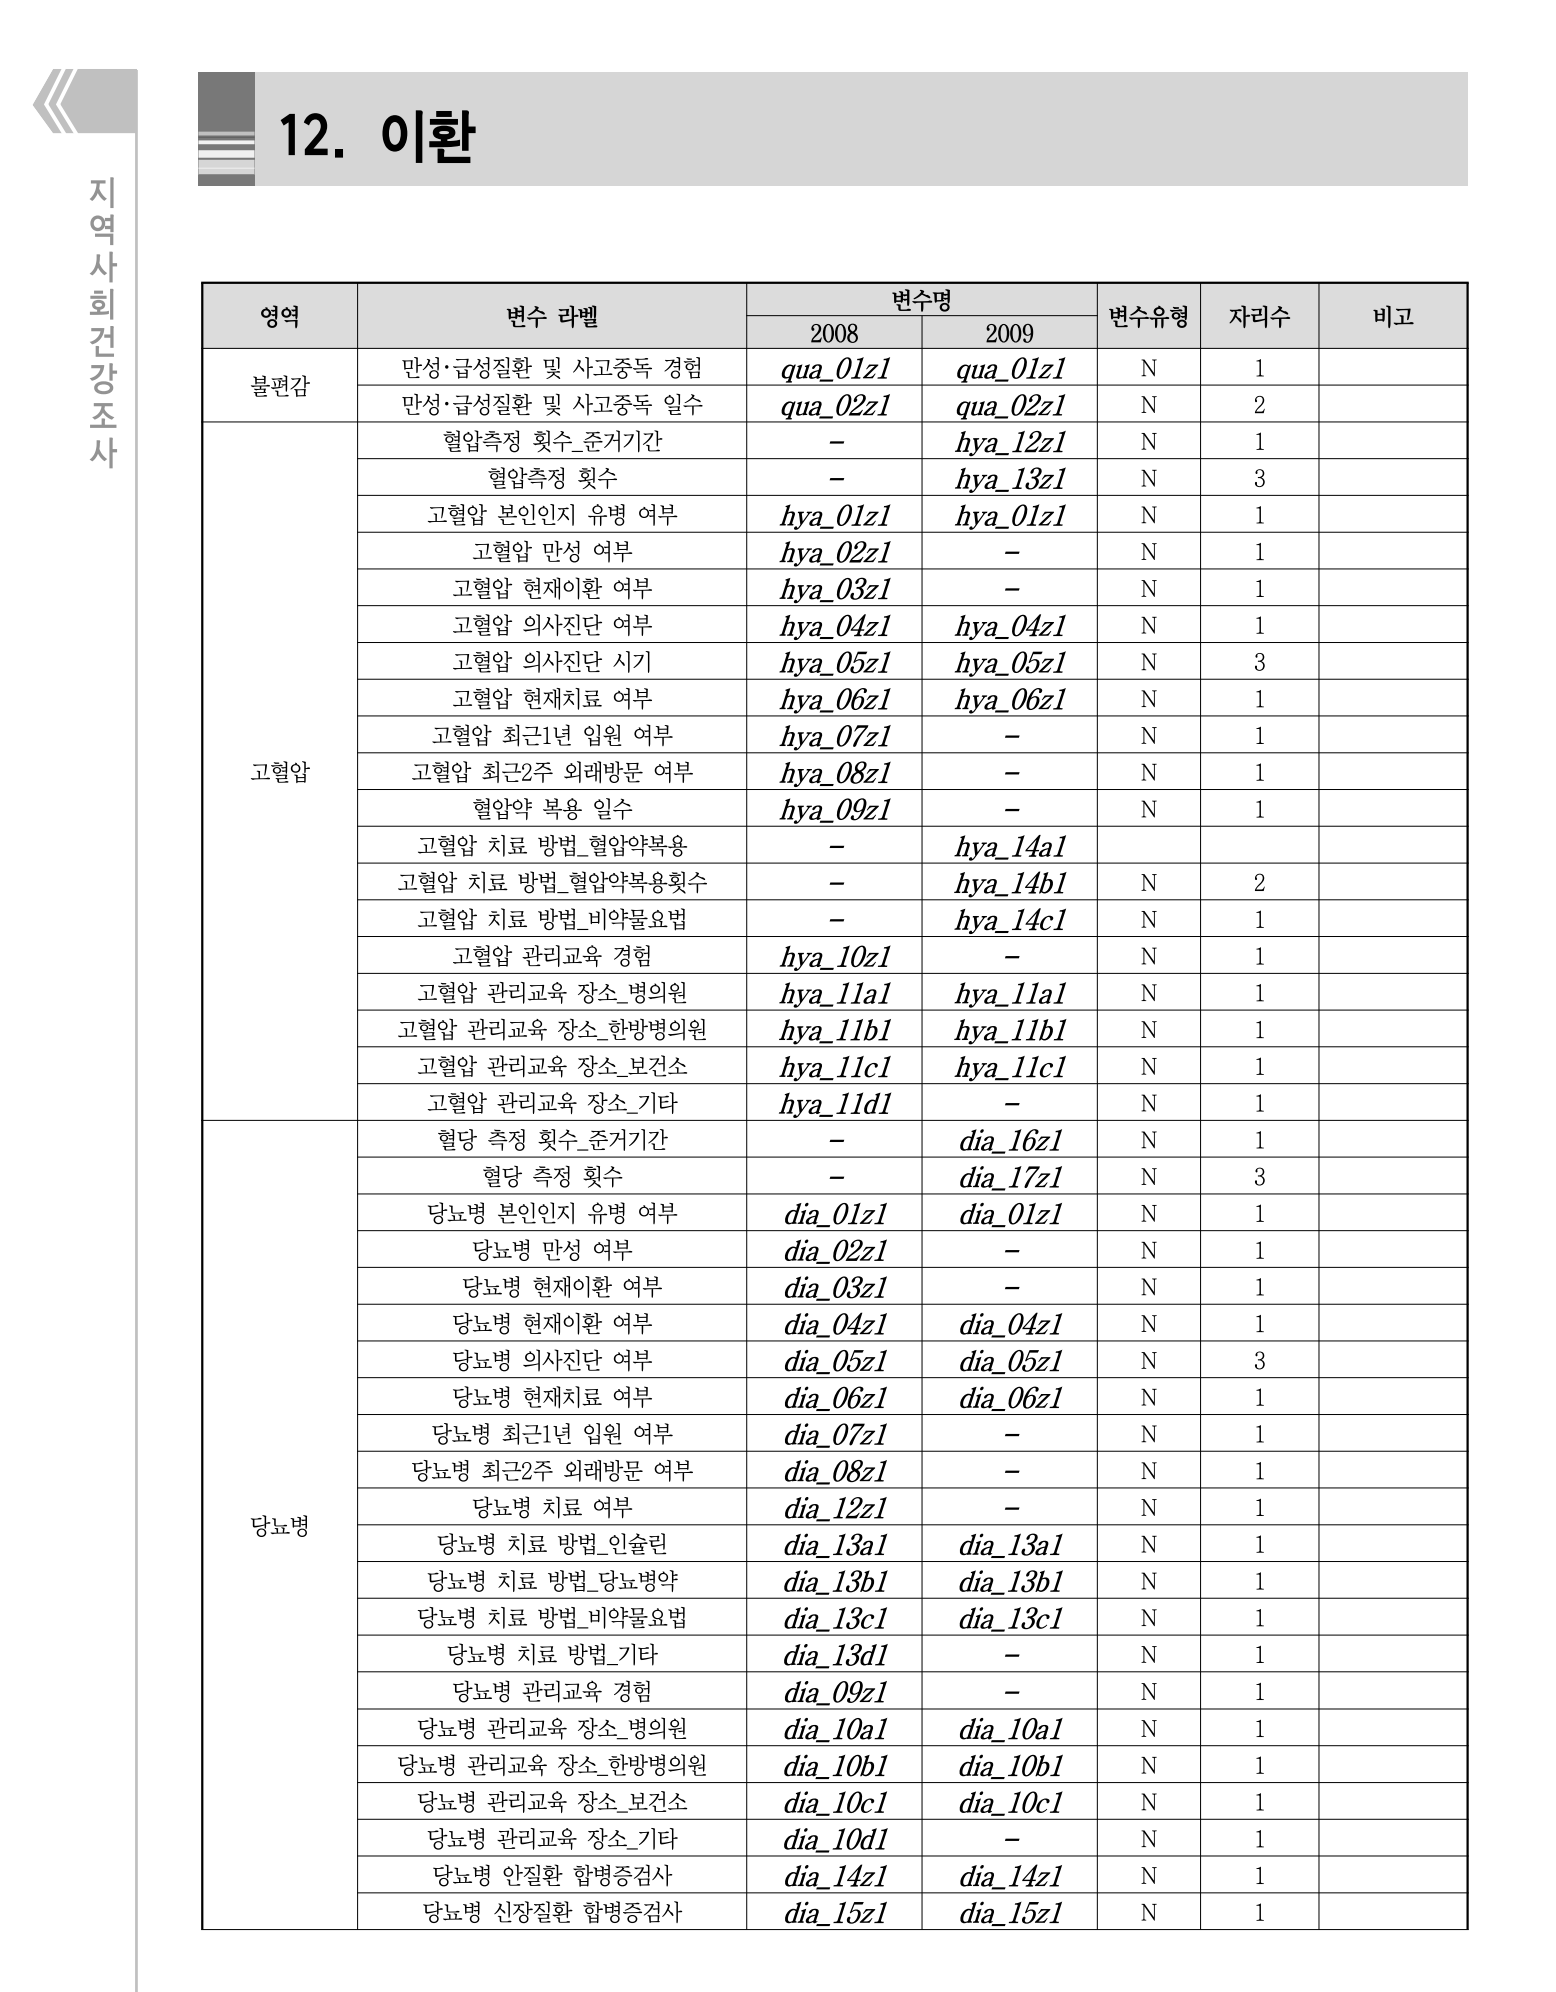 지역사회건강조사
12. 이환
영역 변수 라벨 변수명 변수유형 자리수 비고
2008 2009
불편감
만성·급성질환 및 사고중독 경험 qua_01z1 qua_01z1 N 1
만성·급성질환 및 사고중독 일수 qua_02z1 qua_02z1 N 2
고혈압
혈압측정 횟수_준거기간 - hya_12z1 N 1
혈압측정 횟수 - hya_13z1 N 3
고혈압 본인인지 유병 여부 hya_01z1 hya_01z1 N 1
고혈압 만성 여부 hya_02z1 - N 1
고혈압 현재이환 여부 hya_03z1 - N 1
고혈압 의사진단 여부 hya_04z1 hya_04z1 N 1
고혈압 의사진단 시기 hya_05z1 hya_05z1 N 3
고혈압 현재치료 여부 hya_06z1 hya_06z1 N 1
고혈압 최근1년 입원 여부 hya_07z1 - N 1
고혈압 최근2주 외래방문 여부 hya_08z1 - N 1
혈압약 복용 일수 hya_09z1 - N 1
고혈압 치료 방법_혈압약복용 - hya_14a1
고혈압 치료 방법_혈압약복용횟수 - hya_14b1 N 2
고혈압 치료 방법_비약물요법 - hya_14c1 N 1
고혈압 관리교육 경험 hya_10z1 - N 1
고혈압 관리교육 장소_병의원 hya_11a1 hya_11a1 N 1
고혈압 관리교육 장소_한방병의원 hya_11b1 hya_11b1 N 1
고혈압 관리교육 장소_보건소 hya_11c1 hya_11c1 N 1
고혈압 관리교육 장소_기타 hya_11d1 - N 1
당뇨병
혈당 측정 횟수_준거기간 - dia_16z1 N 1
혈당 측정 횟수 - dia_17z1 N 3
당뇨병 본인인지 유병 여부 dia_01z1 dia_01z1 N 1
당뇨병 만성 여부 dia_02z1 - N 1
당뇨병 현재이환 여부 dia_03z1 - N 1
당뇨병 현재이환 여부 dia_04z1 dia_04z1 N 1
당뇨병 의사진단 여부 dia_05z1 dia_05z1 N 3
당뇨병 현재치료 여부 dia_06z1 dia_06z1 N 1
당뇨병 최근1년 입원 여부 dia_07z1 - N 1
당뇨병 최근2주 외래방문 여부 dia_08z1 - N 1
당뇨병 치료 여부 dia_12z1 - N 1
당뇨병 치료 방법_인슐린 dia_13a1 dia_13a1 N 1
당뇨병 치료 방법_당뇨병약 dia_13b1 dia_13b1 N 1
당뇨병 치료 방법_비약물요법 dia_13c1 dia_13c1 N 1
당뇨병 치료 방법_기타 dia_13d1 - N 1
당뇨병 관리교육 경험 dia_09z1 - N 1
당뇨병 관리교육 장소_병의원 dia_10a1 dia_10a1 N 1
당뇨병 관리교육 장소_한방병의원 dia_10b1 dia_10b1 N 1
당뇨병 관리교육 장소_보건소 dia_10c1 dia_10c1 N 1
당뇨병 관리교육 장소_기타 dia_10d1 - N 1
당뇨병 안질환 합병증검사 dia_14z1 dia_14z1 N 1
당뇨병 신장질환 합병증검사 dia_15z1 dia_15z1 N 1